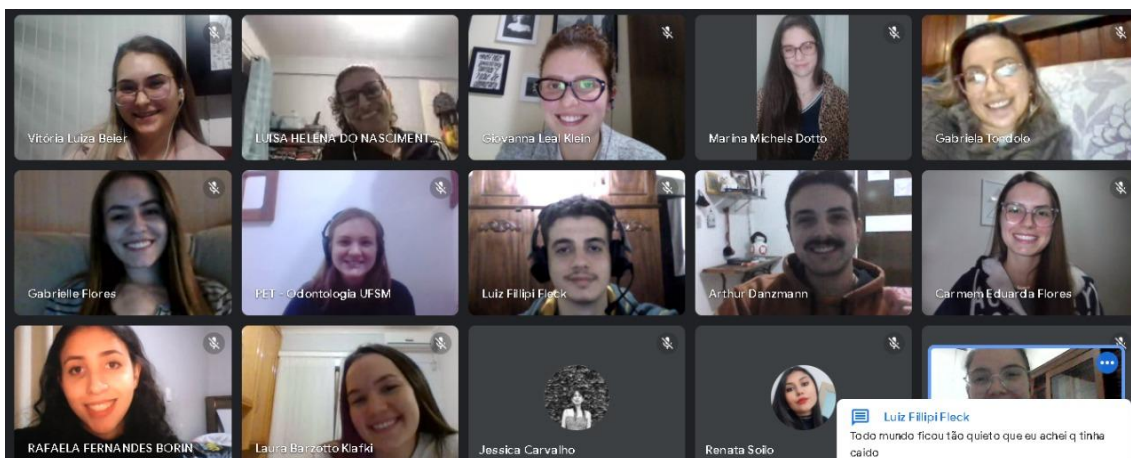 Vitória Luiza Beier
LUISA HELENA DO NASCIMENT...
Giovanna Leal Klein
Marina Michels Dotto
Gabriela Tondolo
Gabrielle Flores
PET - Odontologia UFSM
Luiz Fillipi Fleck
Arthur Danzmann
Carmem Eduarda Flores
RAFAELA FERNANDES BORIN
Laura Barzotto Klafki
Jessica Carvalho
Renata Soilo
Luiz Fillipi Fleck
Todo mundo ficou tão quieto que eu achei q tinha
caido